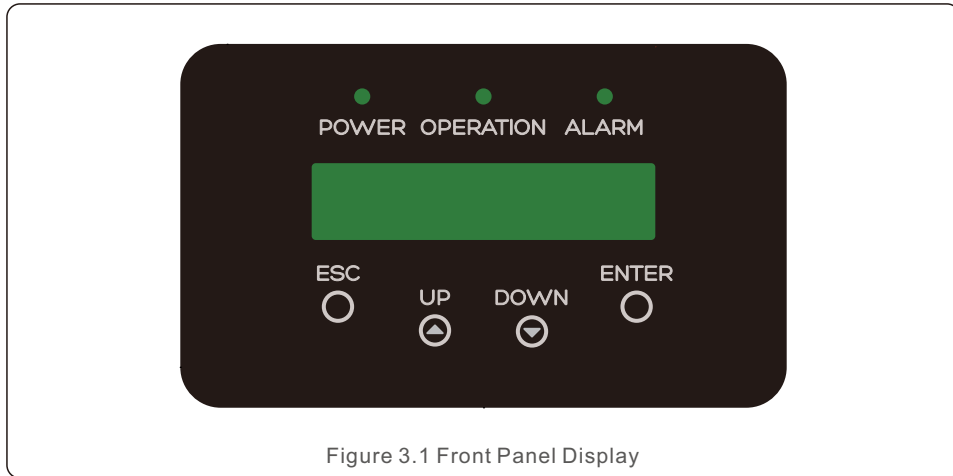 POWER OPERATION ALARM
ESC ENTER
UP DOWN
Figure 3.1 Front Panel Display